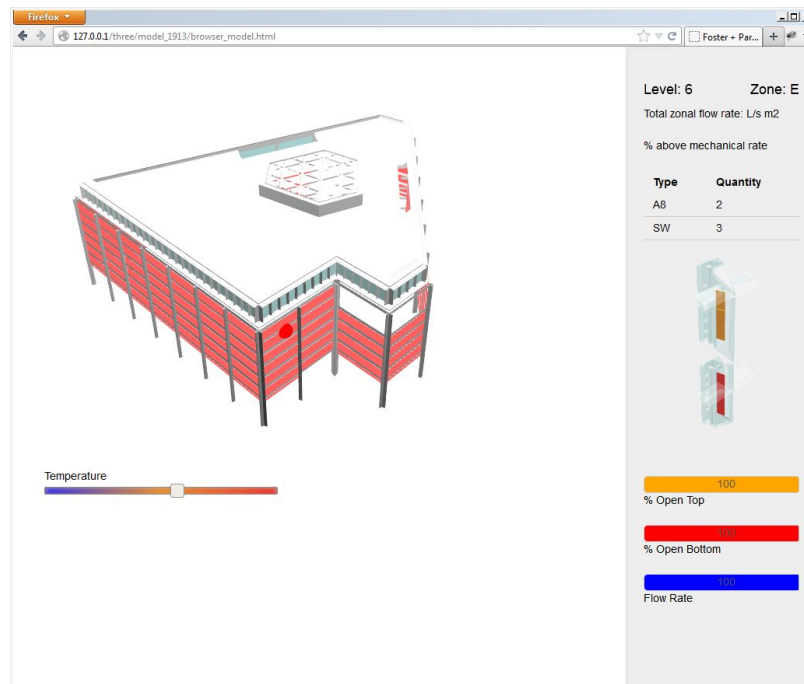 Firefox
127.0.0.1/three/model_1913/browser_model.html
Foster + Par...
Level: 6 Zone: E
Total zonal flow rate: L/s m2
% above mechanical rate
Type Quantity
A8 2
SW 3
Temperature
100
% Open Top
100
% Open Bottom
100
Flow Rate